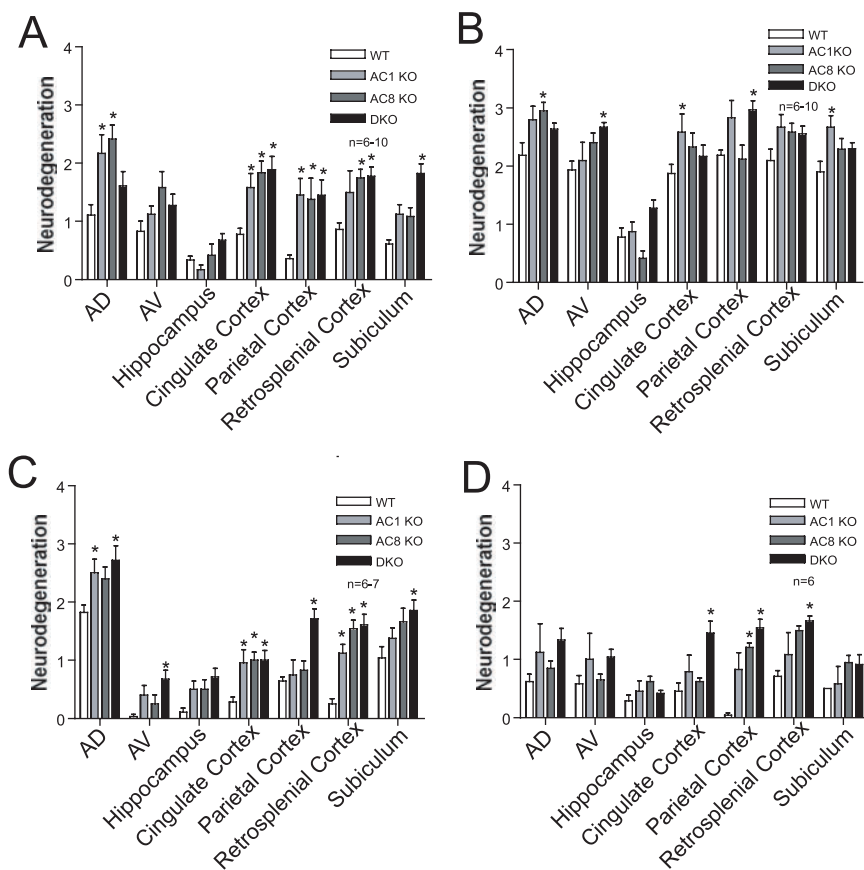 A
4
3
2
1
0
Neurodegeneration
WT
AC1 KO
AC8 KO
DKO
n=6-10
* * * * * * * * * * * *
AD
AV
Hippocampus
Cingulate Cortex
Parietal Cortex
Retrosplenial Cortex
Subiculum
B
4
3
2
1
0
Neurodegeneration
WT
AC1KO
AC8 KO
DKO
n=6-10
* * * * *
AD
AV
Hippocampus
Cingulate Cortex
Parietal Cortex
Retrosplenial Cortex
Subiculum
C
4
3
2
1
0
Neurodegeneration
WT
AC1 KO
AC8 KO
DKO
n=6-7
* * * * * * * * * * *
AD
AV
Hippocampus
Cingulate Cortex
Parietal Cortex
Retrosplenial Cortex
Subiculum
D
4
3
2
1
0
Neurodegeneration
WT
AC1 KO
AC8 KO
DKO
n=6
* * * *
AD
AV
Hippocampus
Cingulate Cortex
Parietal Cortex
Retrosplenial Cortex
Subiculum